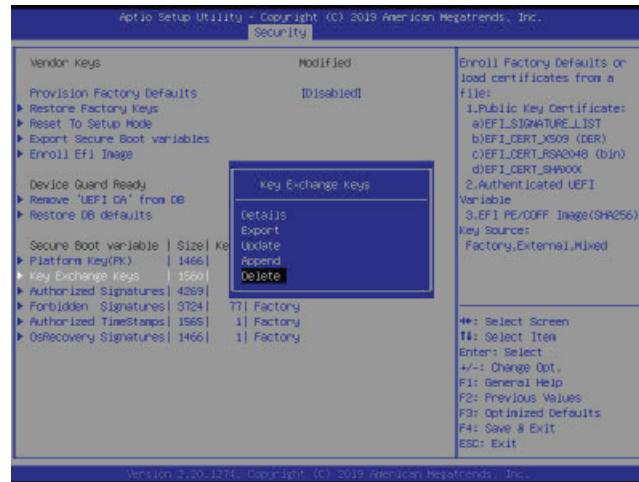 Aptio Setup Utility - Copyright (C) 2019 American Megatrends, Inc.
Security
Vendor Keys Modified
Provision Factory Defaults [Disabled]
Restore Factory Keys
Reset To Setup Mode
Export Secure Boot variables
Enroll Efi Image
Device Guard Ready
Remove 'UEFI CA' from DB
Restore DB defaults
Secure Boot variable | Size| Ke
Platform Key(PK) | 1466|
Key Exchange Keys | 1560|
Authorized Signatures| 4269|
Forbidden Signatures| 3724| 77| Factory
Authorized TimeStamps| 1565| 1| Factory
OsRecovery Signatures| 1466| 1| Factory
Key Exchange Keys
Details
Export
Update
Append
Delete
Enroll Factory Defaults or
load certificates from a
file:
1.Public Key Certificate:
a)EFI_SIGNATURE_LIST
b)EFI_CERT_X509 (DER)
c)EFI_CERT_RSA2048 (bin)
d)EFI_CERT_SHAXXX
2.Authenticated UEFI
Variable
3.EFI PE/COFF Image(SHA256)
Key Source:
Factory,External,Mixed
→←: Select Screen
↑↓: Select Item
Enter: Select
+/-: Change Opt.
F1: General Help
F2: Previous Values
F3: Optimized Defaults
F4: Save & Exit
ESC: Exit
Version 2.20.1274. Copyright (C) 2019 American Megatrends, Inc.